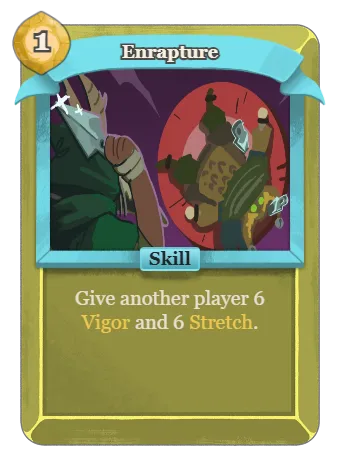 1
Enrapture
Skill
Give another player 6
Vigor and 6 Stretch.